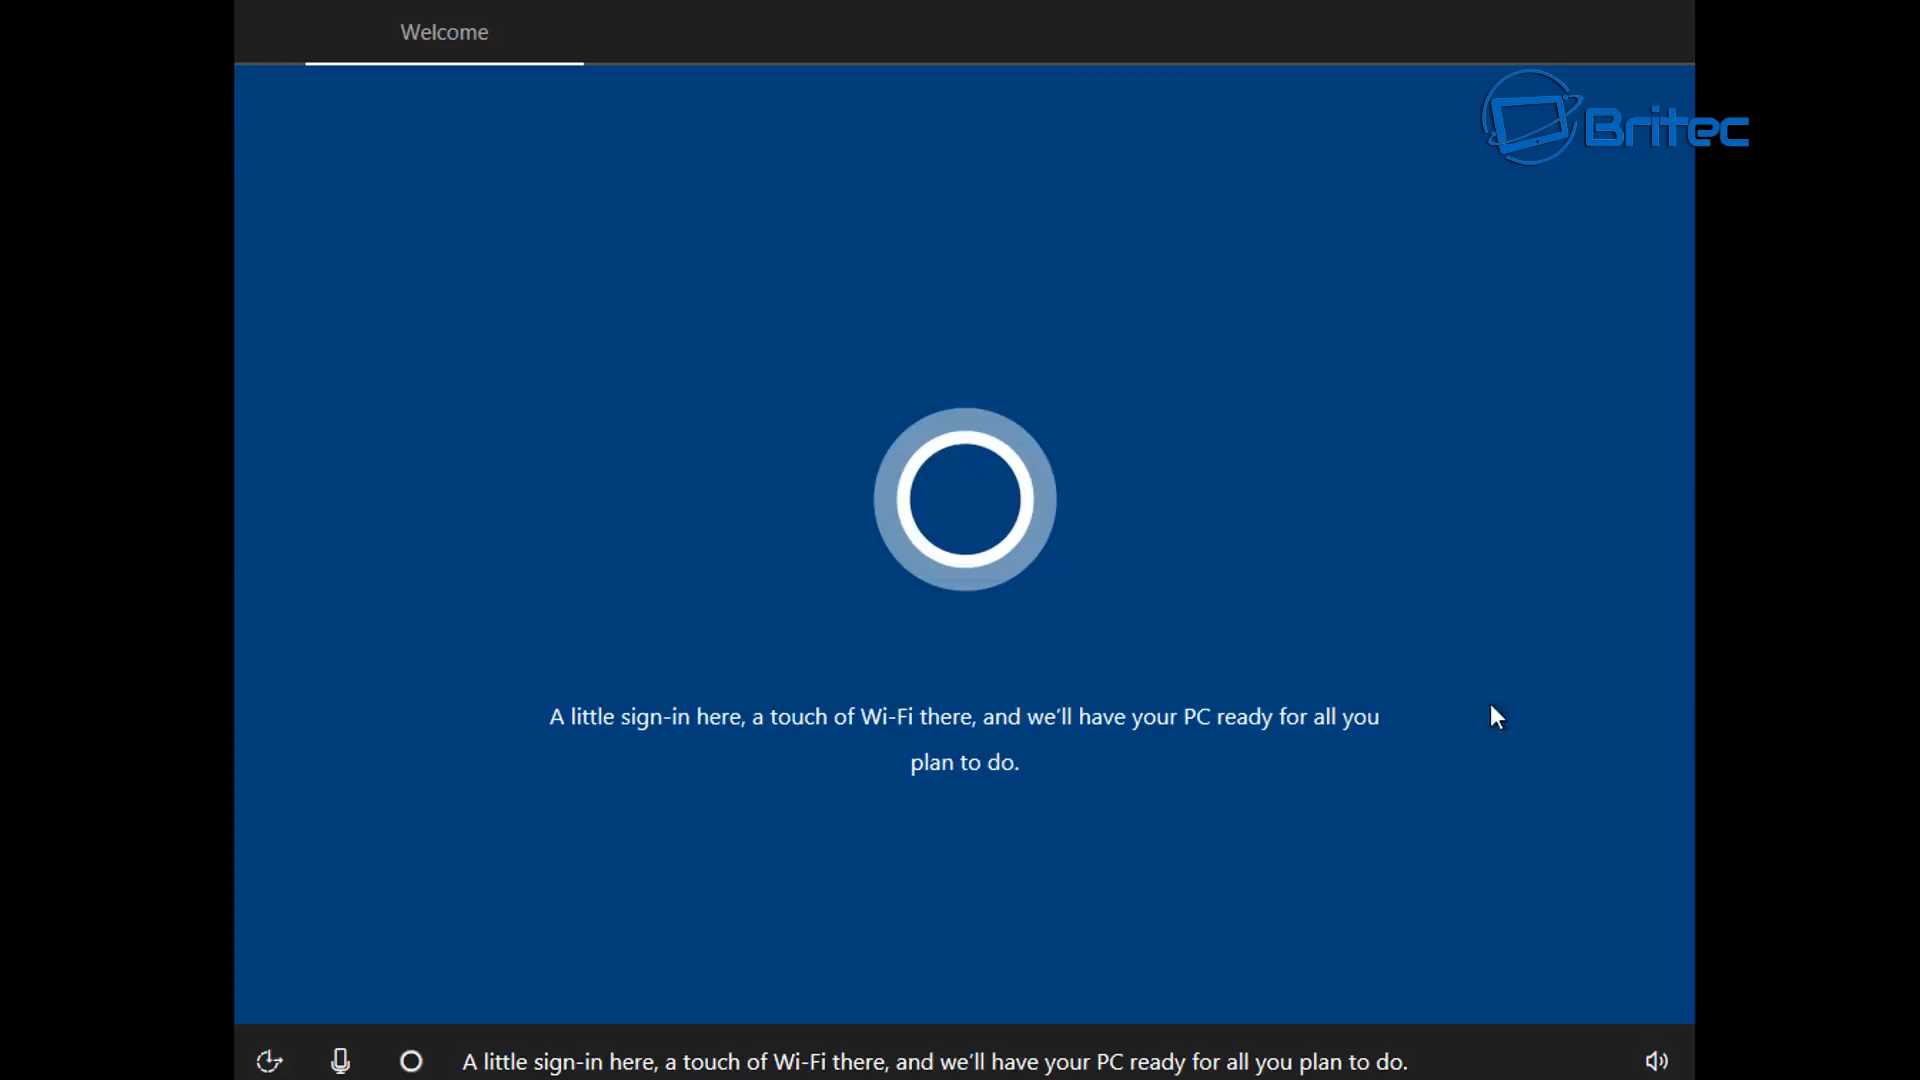 Welcome
Britec
A little sign-in here, a touch of Wi-Fi there, and we’ll have your PC ready for all you
plan to do.
A little sign-in here, a touch of Wi-Fi there, and we’ll have your PC ready for all you plan to do.